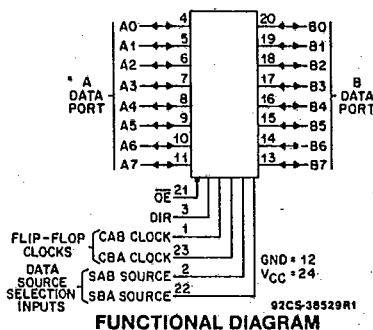 A0 4 20 B0
A1 5 19 B1
A2 6 18 B2
A3 7 17 B3
A4 8 16 B4
A5 9 15 B5
A6 10 14 B6
A7 11 13 B7
A DATA PORT
B DATA PORT
OE 21
DIR 3
FLIP-FLOP CLOCKS
CAB CLOCK 1
CBA CLOCK 23
DATA SOURCE SELECTION INPUTS
SAB SOURCE 2
SBA SOURCE 22
GND = 12
VCC = 24
92CS-38529R1
FUNCTIONAL DIAGRAM